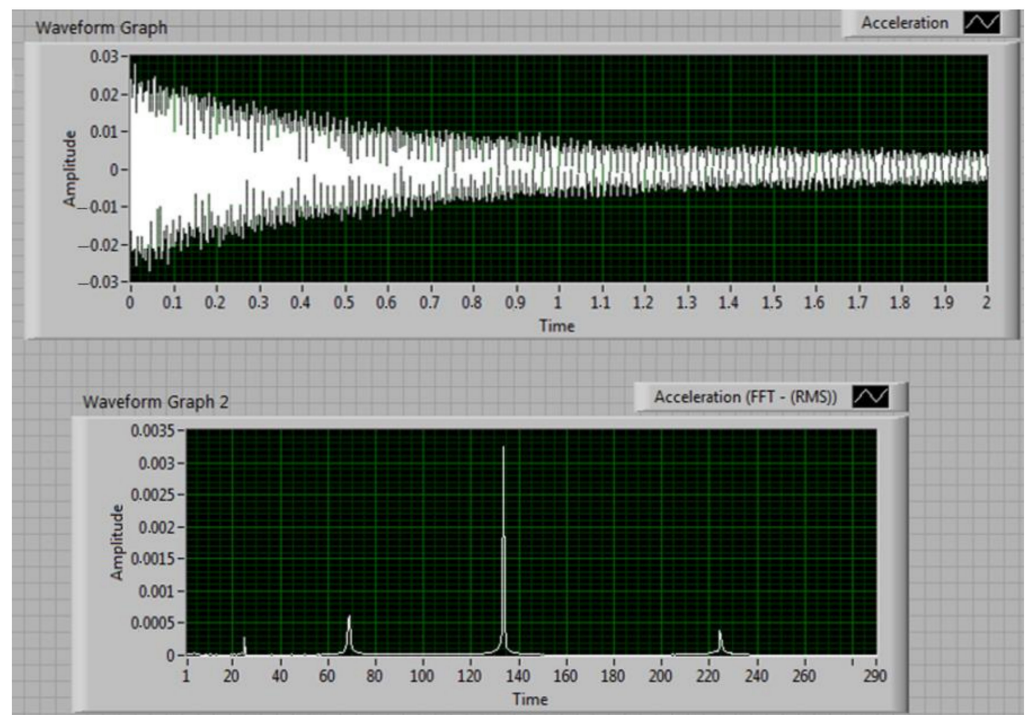 Waveform Graph
Acceleration
Amplitude
0.03
0.02
0.01
0
−0.01
−0.02
−0.03
0 0.1 0.2 0.3 0.4 0.5 0.6 0.7 0.8 0.9 1 1.1 1.2 1.3 1.4 1.5 1.6 1.7 1.8 1.9 2
Time
Waveform Graph 2
Acceleration (FFT - (RMS))
Amplitude
0.0035
0.003
0.0025
0.002
0.0015
0.001
0.0005
0
1 20 40 60 80 100 120 140 160 180 200 220 240 260 290
Time